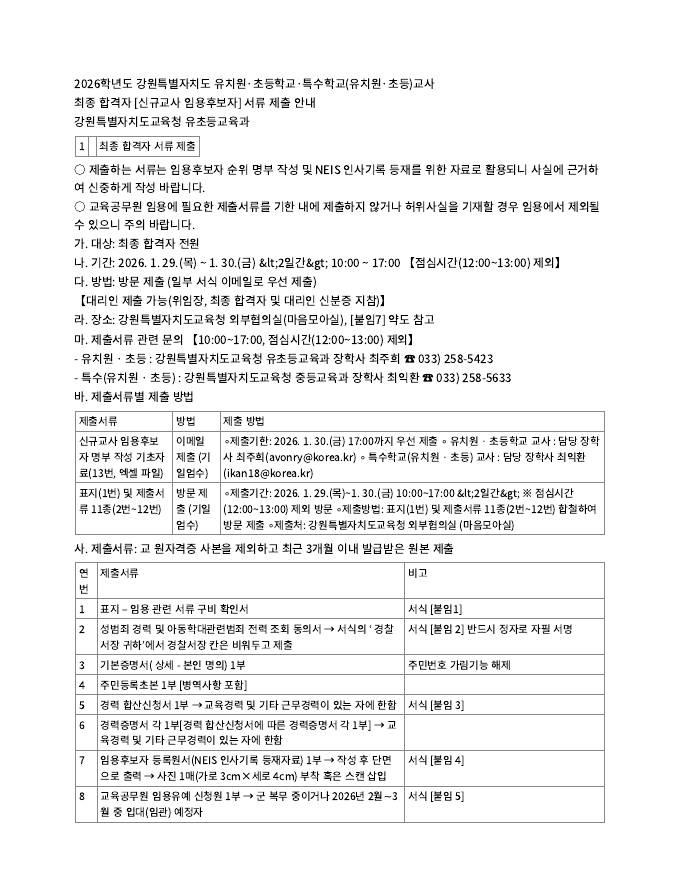 2026학년도 강원특별자치도 유치원·초등학교·특수학교(유치원·초등)교사
최종 합격자 [신규교사 임용후보자] 서류 제출 안내
강원특별자치도교육청 유초등교육과
1 최종 합격자 서류 제출
○ 제출하는 서류는 임용후보자 순위 명부 작성 및 NEIS 인사기록 등재를 위한 자료로 활용되니 사실에 근거하
여 신중하게 작성 바랍니다.
○ 교육공무원 임용에 필요한 제출서류를 기한 내에 제출하지 않거나 허위사실을 기재할 경우 임용에서 제외될
수 있으니 주의 바랍니다.
가. 대상: 최종 합격자 전원
나. 기간: 2026. 1. 29.(목) ~ 1. 30.(금) &lt;2일간&gt; 10:00 ~ 17:00 【점심시간(12:00~13:00) 제외】
다. 방법: 방문 제출 (일부 서식 이메일로 우선 제출)
【대리인 제출 가능(위임장, 최종 합격자 및 대리인 신분증 지참)】
라. 장소: 강원특별자치도교육청 외부협의실(마음모아실), [붙임7] 약도 참고
마. 제출서류 관련 문의 【10:00~17:00, 점심시간(12:00~13:00) 제외】
- 유치원‧초등 : 강원특별자치도교육청 유초등교육과 장학사 최주희 ☎ 033) 258-5423
- 특수(유치원‧초등) : 강원특별자치도교육청 중등교육과 장학사 최익환 ☎ 033) 258-5633
바. 제출서류별 제출 방법
제출서류 방법 제출 방법
신규교사 임용후보 이메일 ∘제출기한: 2026. 1. 30.(금) 17:00까지 우선 제출 ∘ 유치원‧초등학교 교사 : 담당 장학
자 명부 작성 기초자 제출 (기 사 최주희(avonry@korea.kr) ∘ 특수학교(유치원‧초등) 교사 : 담당 장학사 최익환
료(13번, 엑셀 파일) 일엄수) (ikan18@korea.kr)
표지(1번) 및 제출서 방문 제 ∘제출기간: 2026. 1. 29.(목)~1. 30.(금) 10:00~17:00 &lt;2일간&gt; ※ 점심시간
류 11종(2번~12번) 출 (기일 (12:00~13:00) 제외 방문 ∘제출방법: 표지(1번) 및 제출서류 11종(2번~12번) 합철하여
엄수) 방문 제출 ∘제출처: 강원특별자치도교육청 외부협의실 (마음모아실)
사. 제출서류: 교 원자격증 사본을 제외하고 최근 3개월 이내 발급받은 원본 제출
연 제출서류 비고
번
1 표지 – 임용 관련 서류 구비 확인서 서식 [붙임1]
2 성범죄 경력 및 아동학대관련범죄 전력 조회 동의서 → 서식의 ‘ 경찰 서식 [붙임 2] 반드시 정자로 자필 서명
서장 귀하’에서 경찰서장 칸은 비워두고 제출
3 기본증명서( 상세 - 본인 명의) 1부 주민번호 가림기능 해제
4 주민등록초본 1부 [병역사항 포함]
5 경력 합산신청서 1부 → 교육경력 및 기타 근무경력이 있는 자에 한함 서식 [붙임 3]
6 경력증명서 각 1부[경력 합산신청서에 따른 경력증명서 각 1부] → 교
육경력 및 기타 근무경력이 있는 자에 한함
7 임용후보자 등록원서(NEIS 인사기록 등재자료) 1부 → 작성 후 단면 서식 [붙임 4]
으로 출력 → 사진 1매(가로 3cm×세로 4cm) 부착 혹은 스캔 삽입
8 교육공무원 임용유예 신청원 1부 → 군 복무 중이거나 2026년 2월~3 서식 [붙임 5]
월 중 입대(임관) 예정자